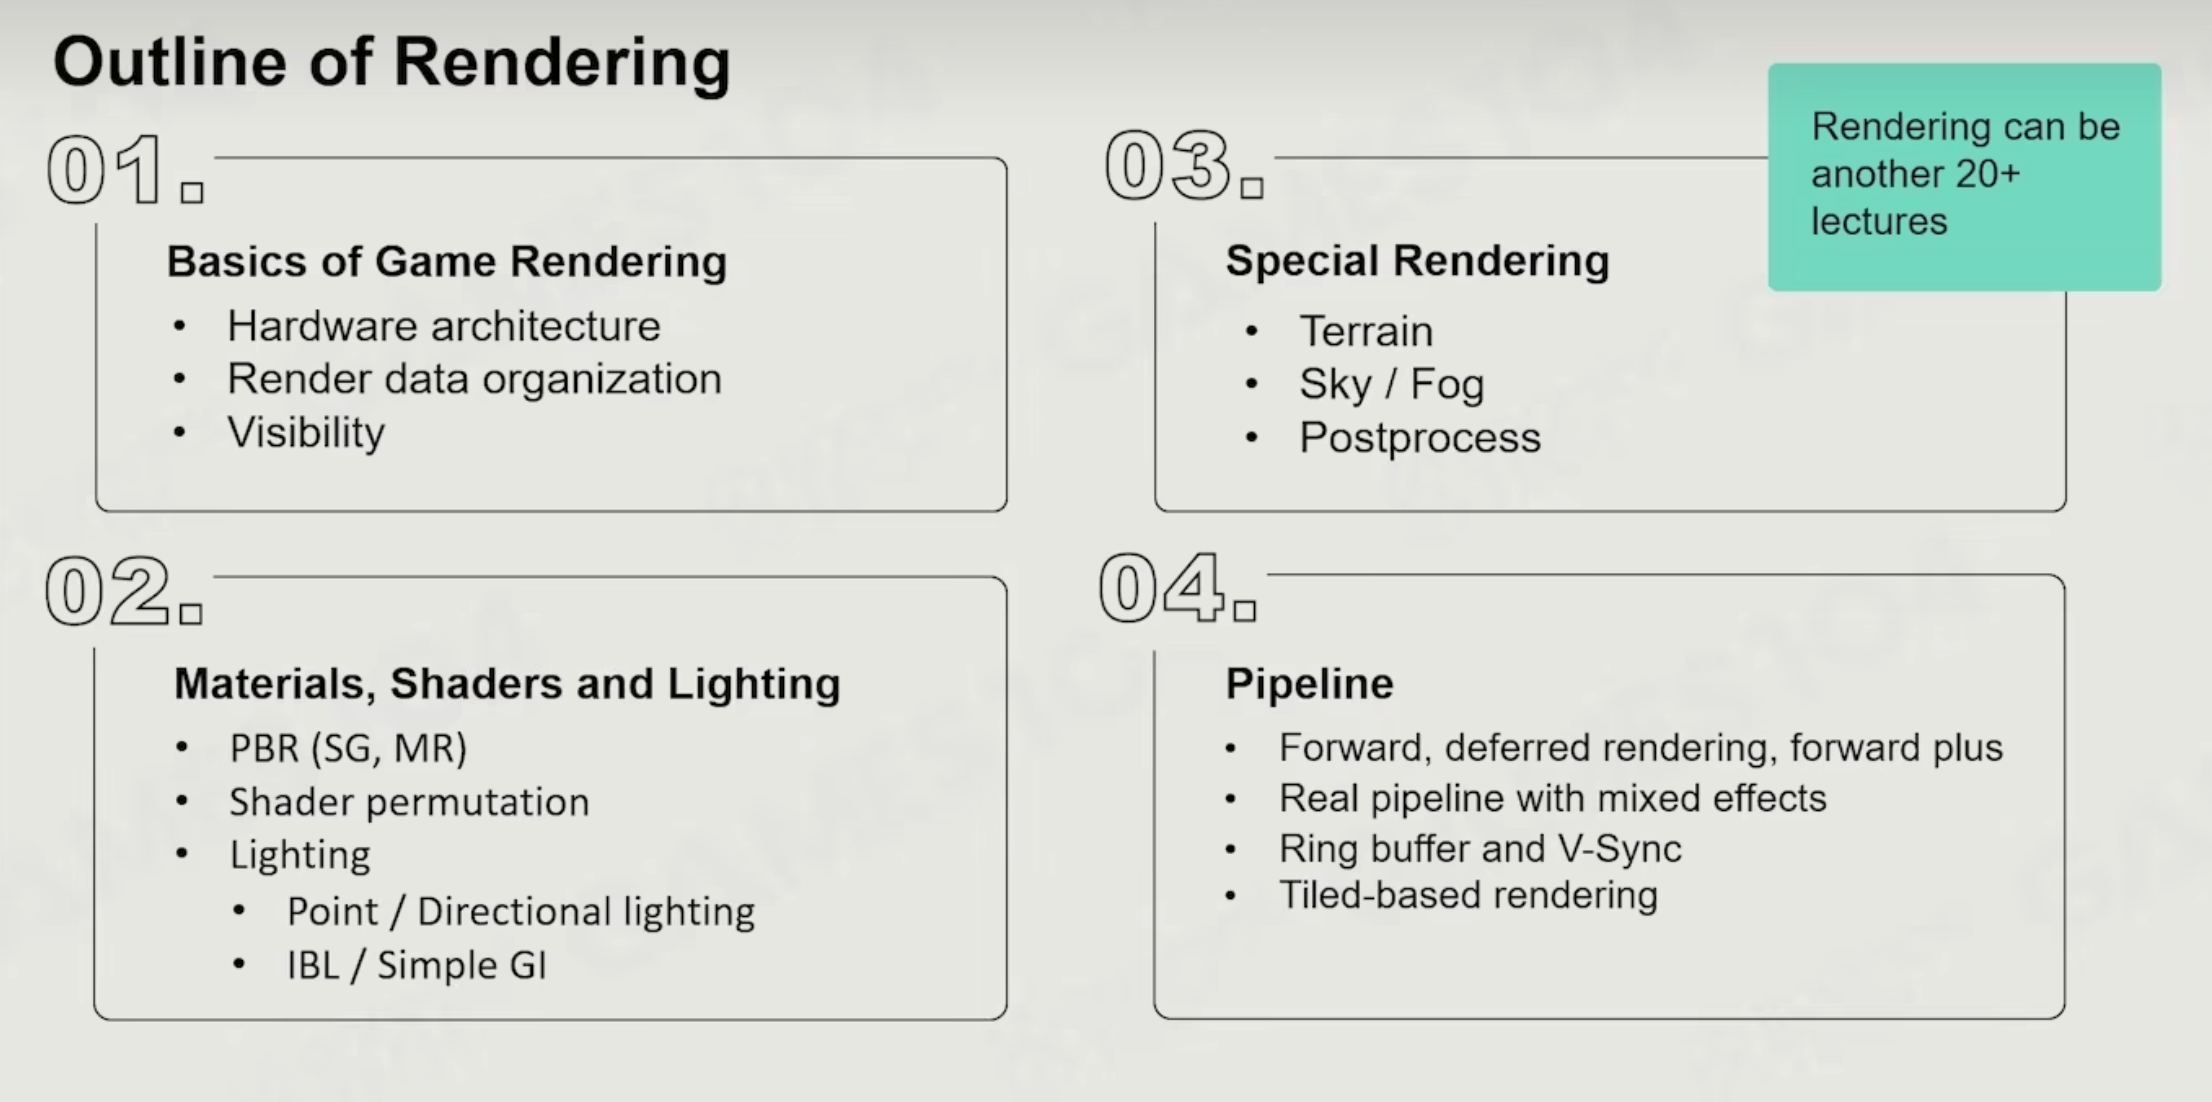 Outline of Rendering
01.
Basics of Game Rendering
• Hardware architecture
• Render data organization
• Visibility
02.
Materials, Shaders and Lighting
• PBR (SG, MR)
• Shader permutation
• Lighting
• Point / Directional lighting
• IBL / Simple GI
03.
Special Rendering
• Terrain
• Sky / Fog
• Postprocess
Rendering can be
another 20+
lectures
04.
Pipeline
• Forward, deferred rendering, forward plus
• Real pipeline with mixed effects
• Ring buffer and V-Sync
• Tiled-based rendering